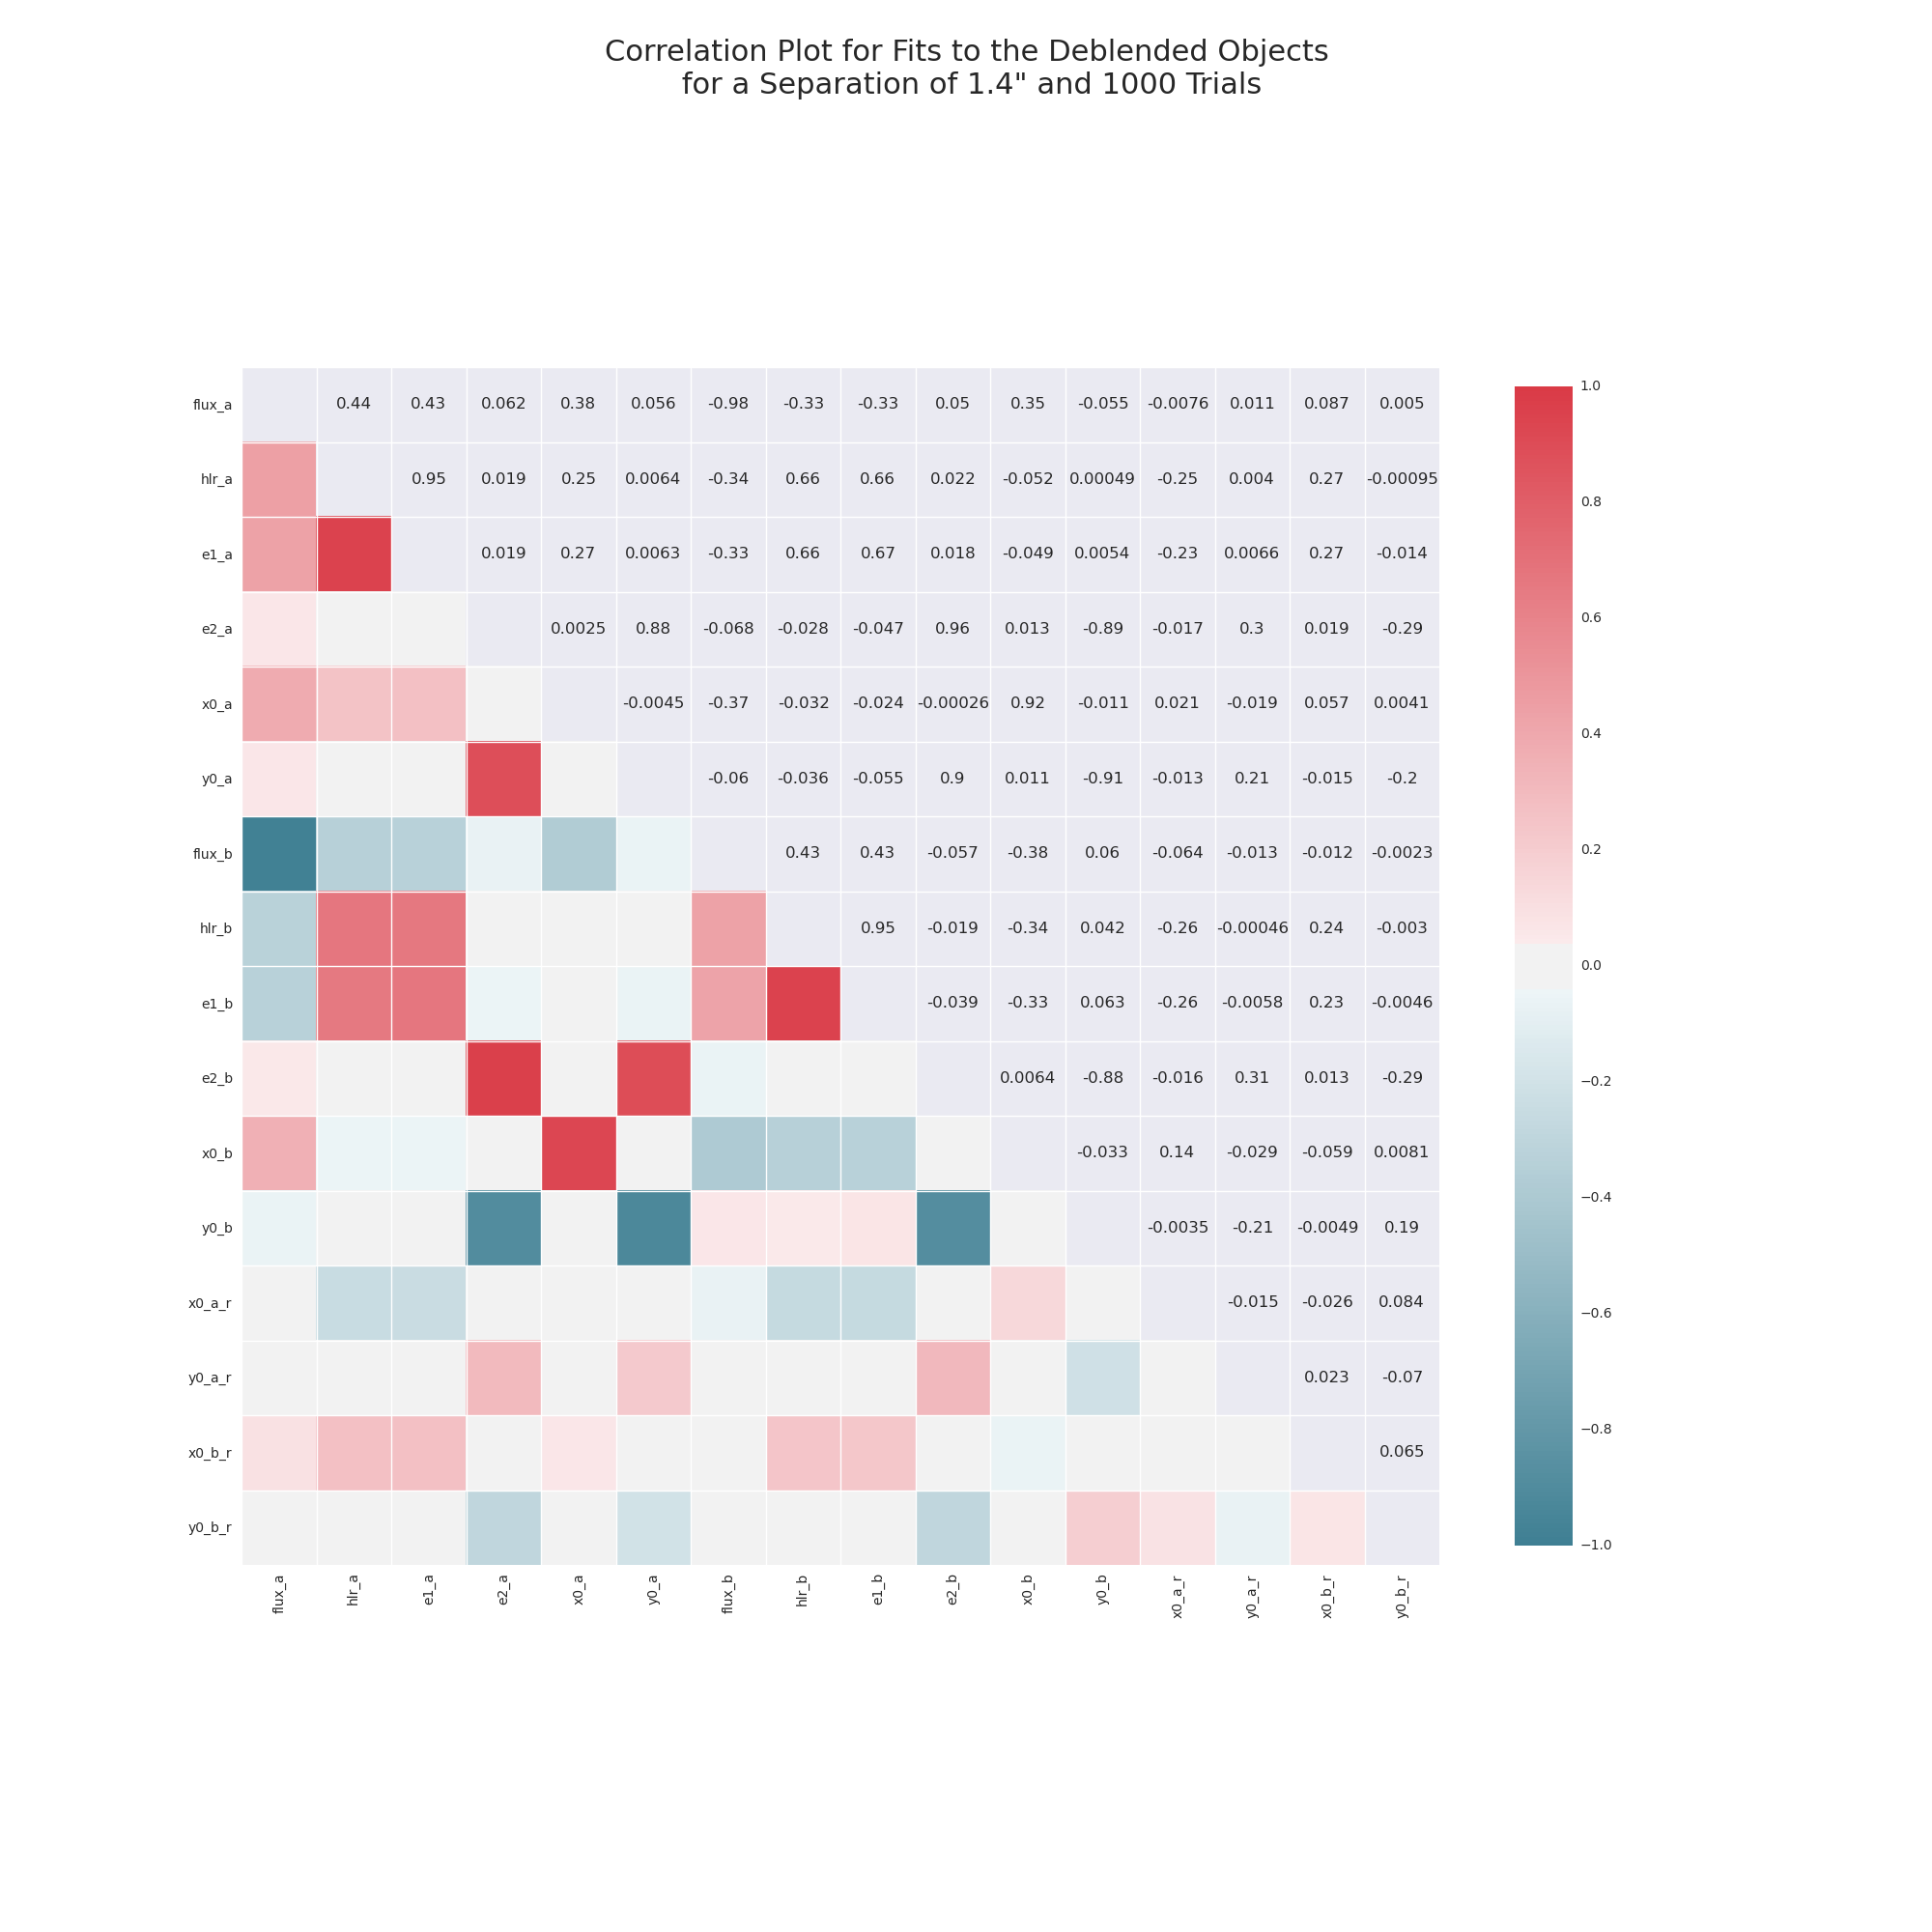 Correlation Plot for Fits to the Deblended Objects
for a Separation of 1.4" and 1000 Trials
flux_a 0.44 0.43 0.062 0.38 0.056 -0.98 -0.33 -0.33 0.05 0.35 -0.055 -0.0076 0.011 0.087 0.005
hlr_a 0.95 0.019 0.25 0.0064 -0.34 0.66 0.66 0.022 -0.052 0.00049 -0.25 0.004 0.27 -0.00095
e1_a 0.019 0.27 0.0063 -0.33 0.66 0.67 0.018 -0.049 0.0054 -0.23 0.0066 0.27 -0.014
e2_a 0.0025 0.88 -0.068 -0.028 -0.047 0.96 0.013 -0.89 -0.017 0.3 0.019 -0.29
x0_a -0.0045 -0.37 -0.032 -0.024 -0.00026 0.92 -0.011 0.021 -0.019 0.057 0.0041
y0_a -0.06 -0.036 -0.055 0.9 0.011 -0.91 -0.013 0.21 -0.015 -0.2
flux_b 0.43 0.43 -0.057 -0.38 0.06 -0.064 -0.013 -0.012 -0.0023
hlr_b 0.95 -0.019 -0.34 0.042 -0.26 -0.00046 0.24 -0.003
e1_b -0.039 -0.33 0.063 -0.26 -0.0058 0.23 -0.0046
e2_b 0.0064 -0.88 -0.016 0.31 0.013 -0.29
x0_b -0.033 0.14 -0.029 -0.059 0.0081
y0_b -0.0035 -0.21 -0.0049 0.19
x0_a_r -0.015 -0.026 0.084
y0_a_r 0.023 -0.07
x0_b_r 0.065
y0_b_r
flux_a hlr_a e1_a e2_a x0_a y0_a flux_b hlr_b e1_b e2_b x0_b y0_b x0_a_r y0_a_r x0_b_r y0_b_r
1.0
0.8
0.6
0.4
0.2
0.0
−0.2
−0.4
−0.6
−0.8
−1.0